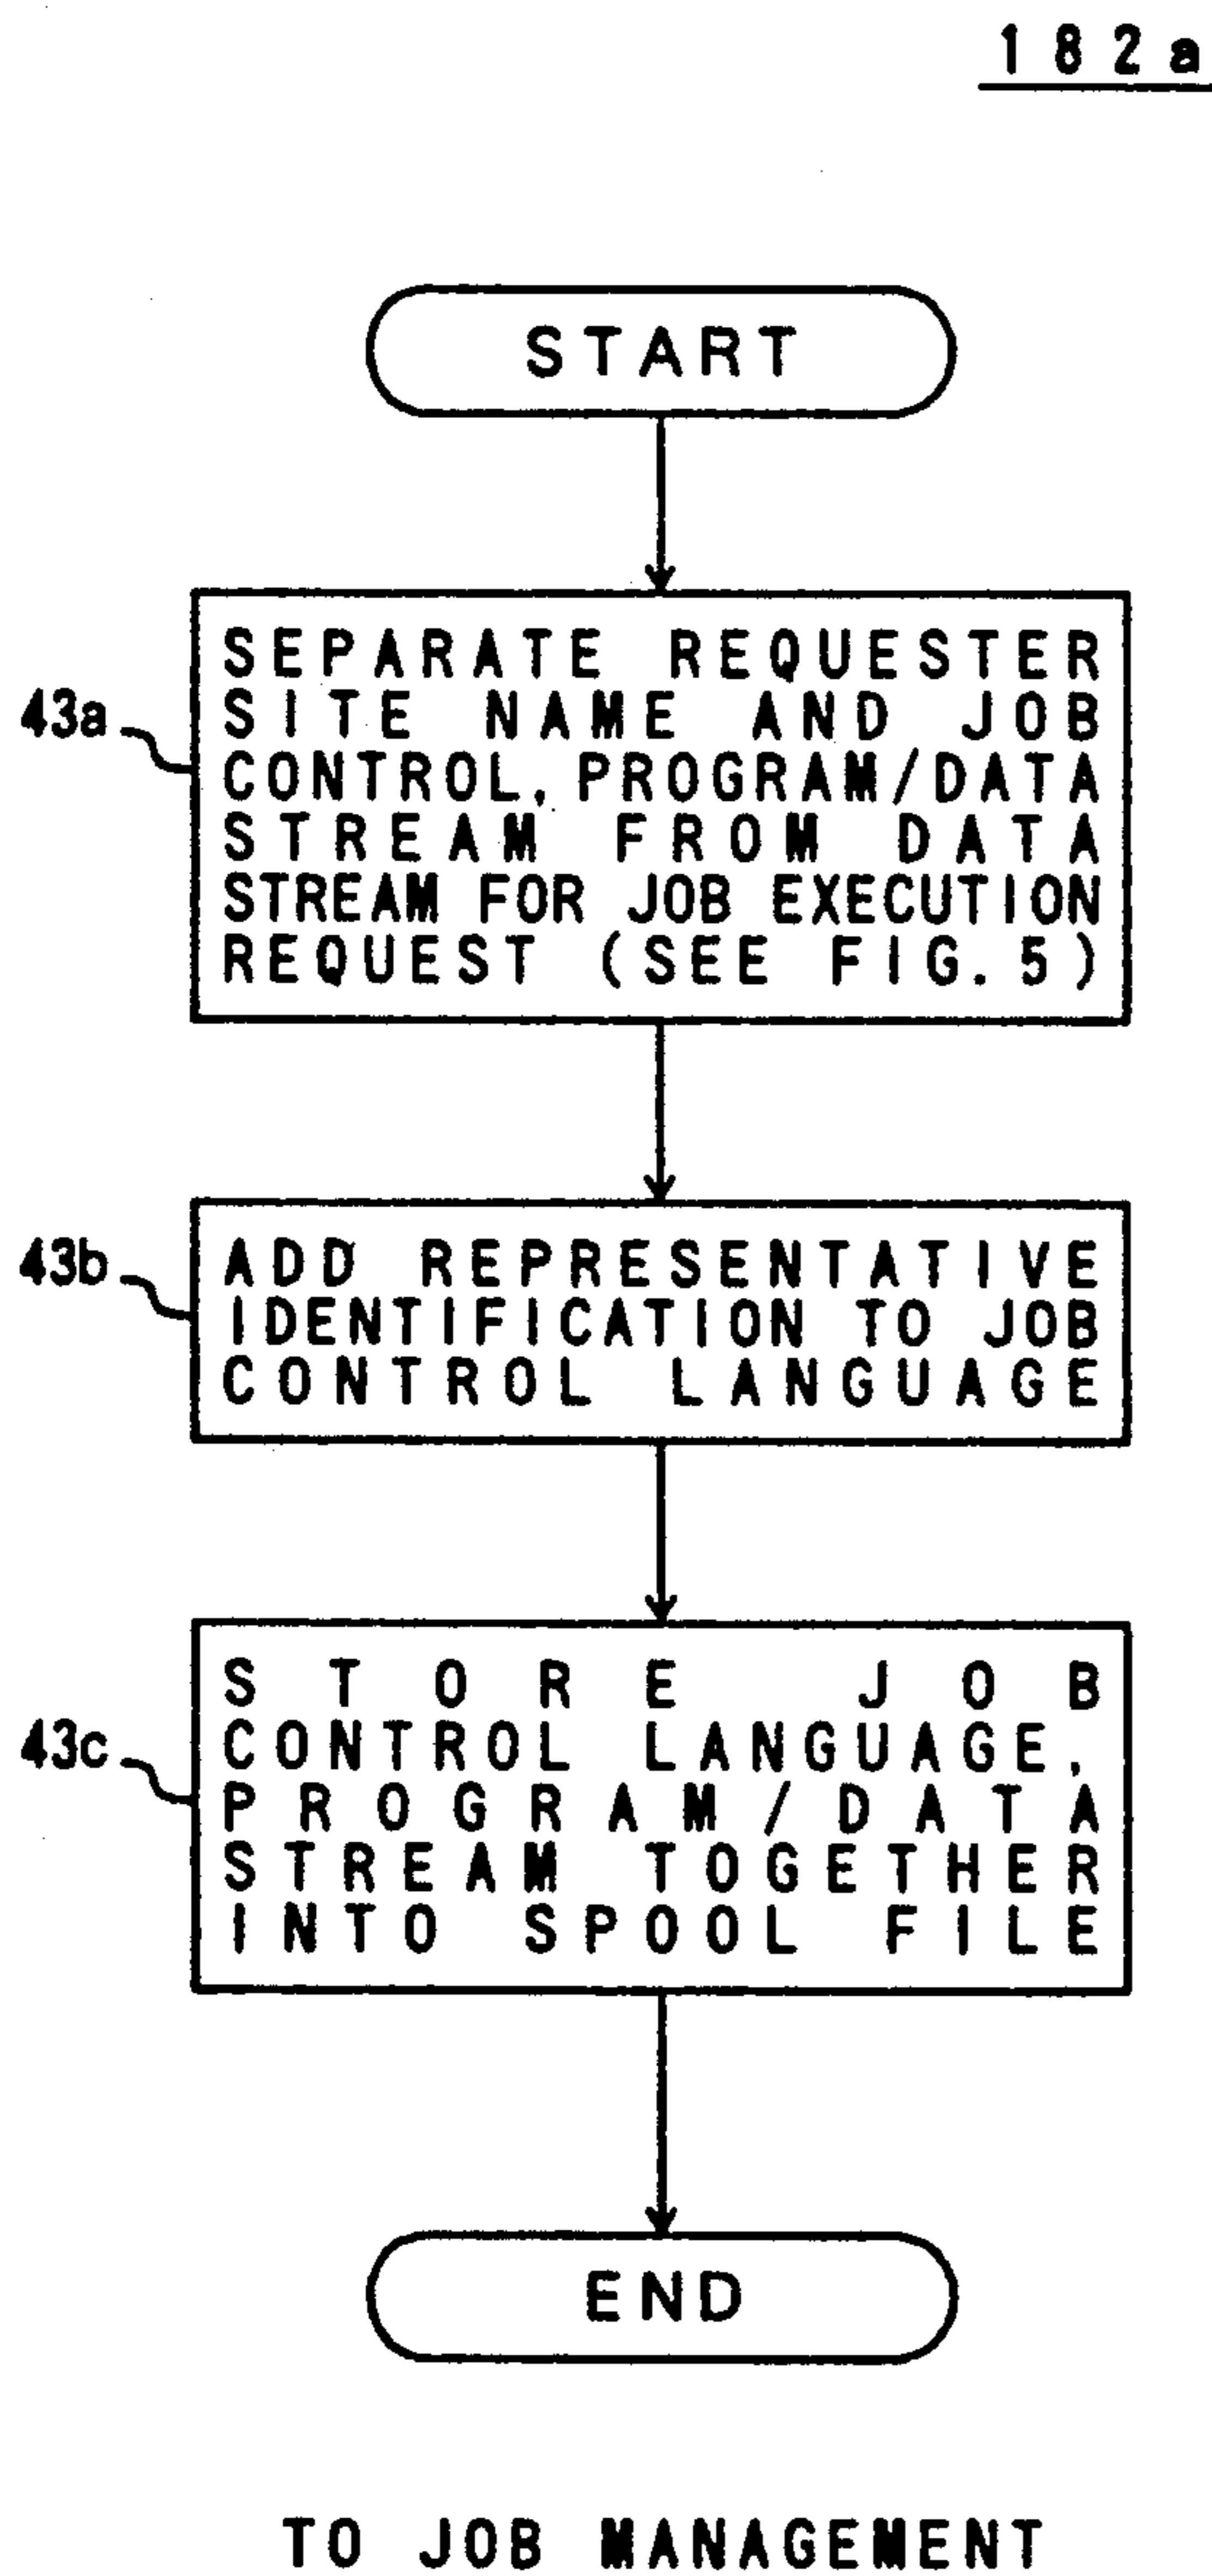 182a
START
43a
SEPARATE REQUESTER
SITE NAME AND JOB
CONTROL, PROGRAM/DATA
STREAM FROM DATA
STREAM FOR JOB EXECUTION
REQUEST (SEE FIG. 5)
43b
ADD REPRESENTATIVE
IDENTIFICATION TO JOB
CONTROL LANGUAGE
43c
STORE JOB
CONTROL LANGUAGE,
PROGRAM/DATA
STREAM TOGETHER
INTO SPOOL FILE
END
TO JOB MANAGEMENT